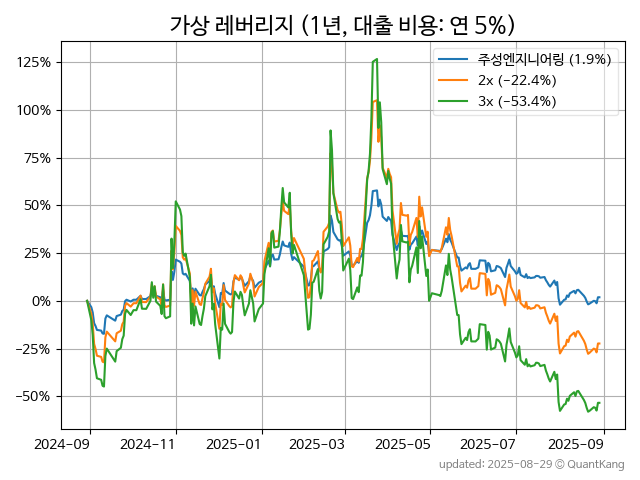 가상 레버리지 (1년, 대출 비용: 연 5%)
주성엔지니어링 (1.9%)
2x (−22.4%)
3x (−53.4%)
125%
100%
75%
50%
25%
0%
−25%
−50%
2024-09 2024-11 2025-01 2025-03 2025-05 2025-07 2025-09
updated: 2025-08-29 © QuantKang